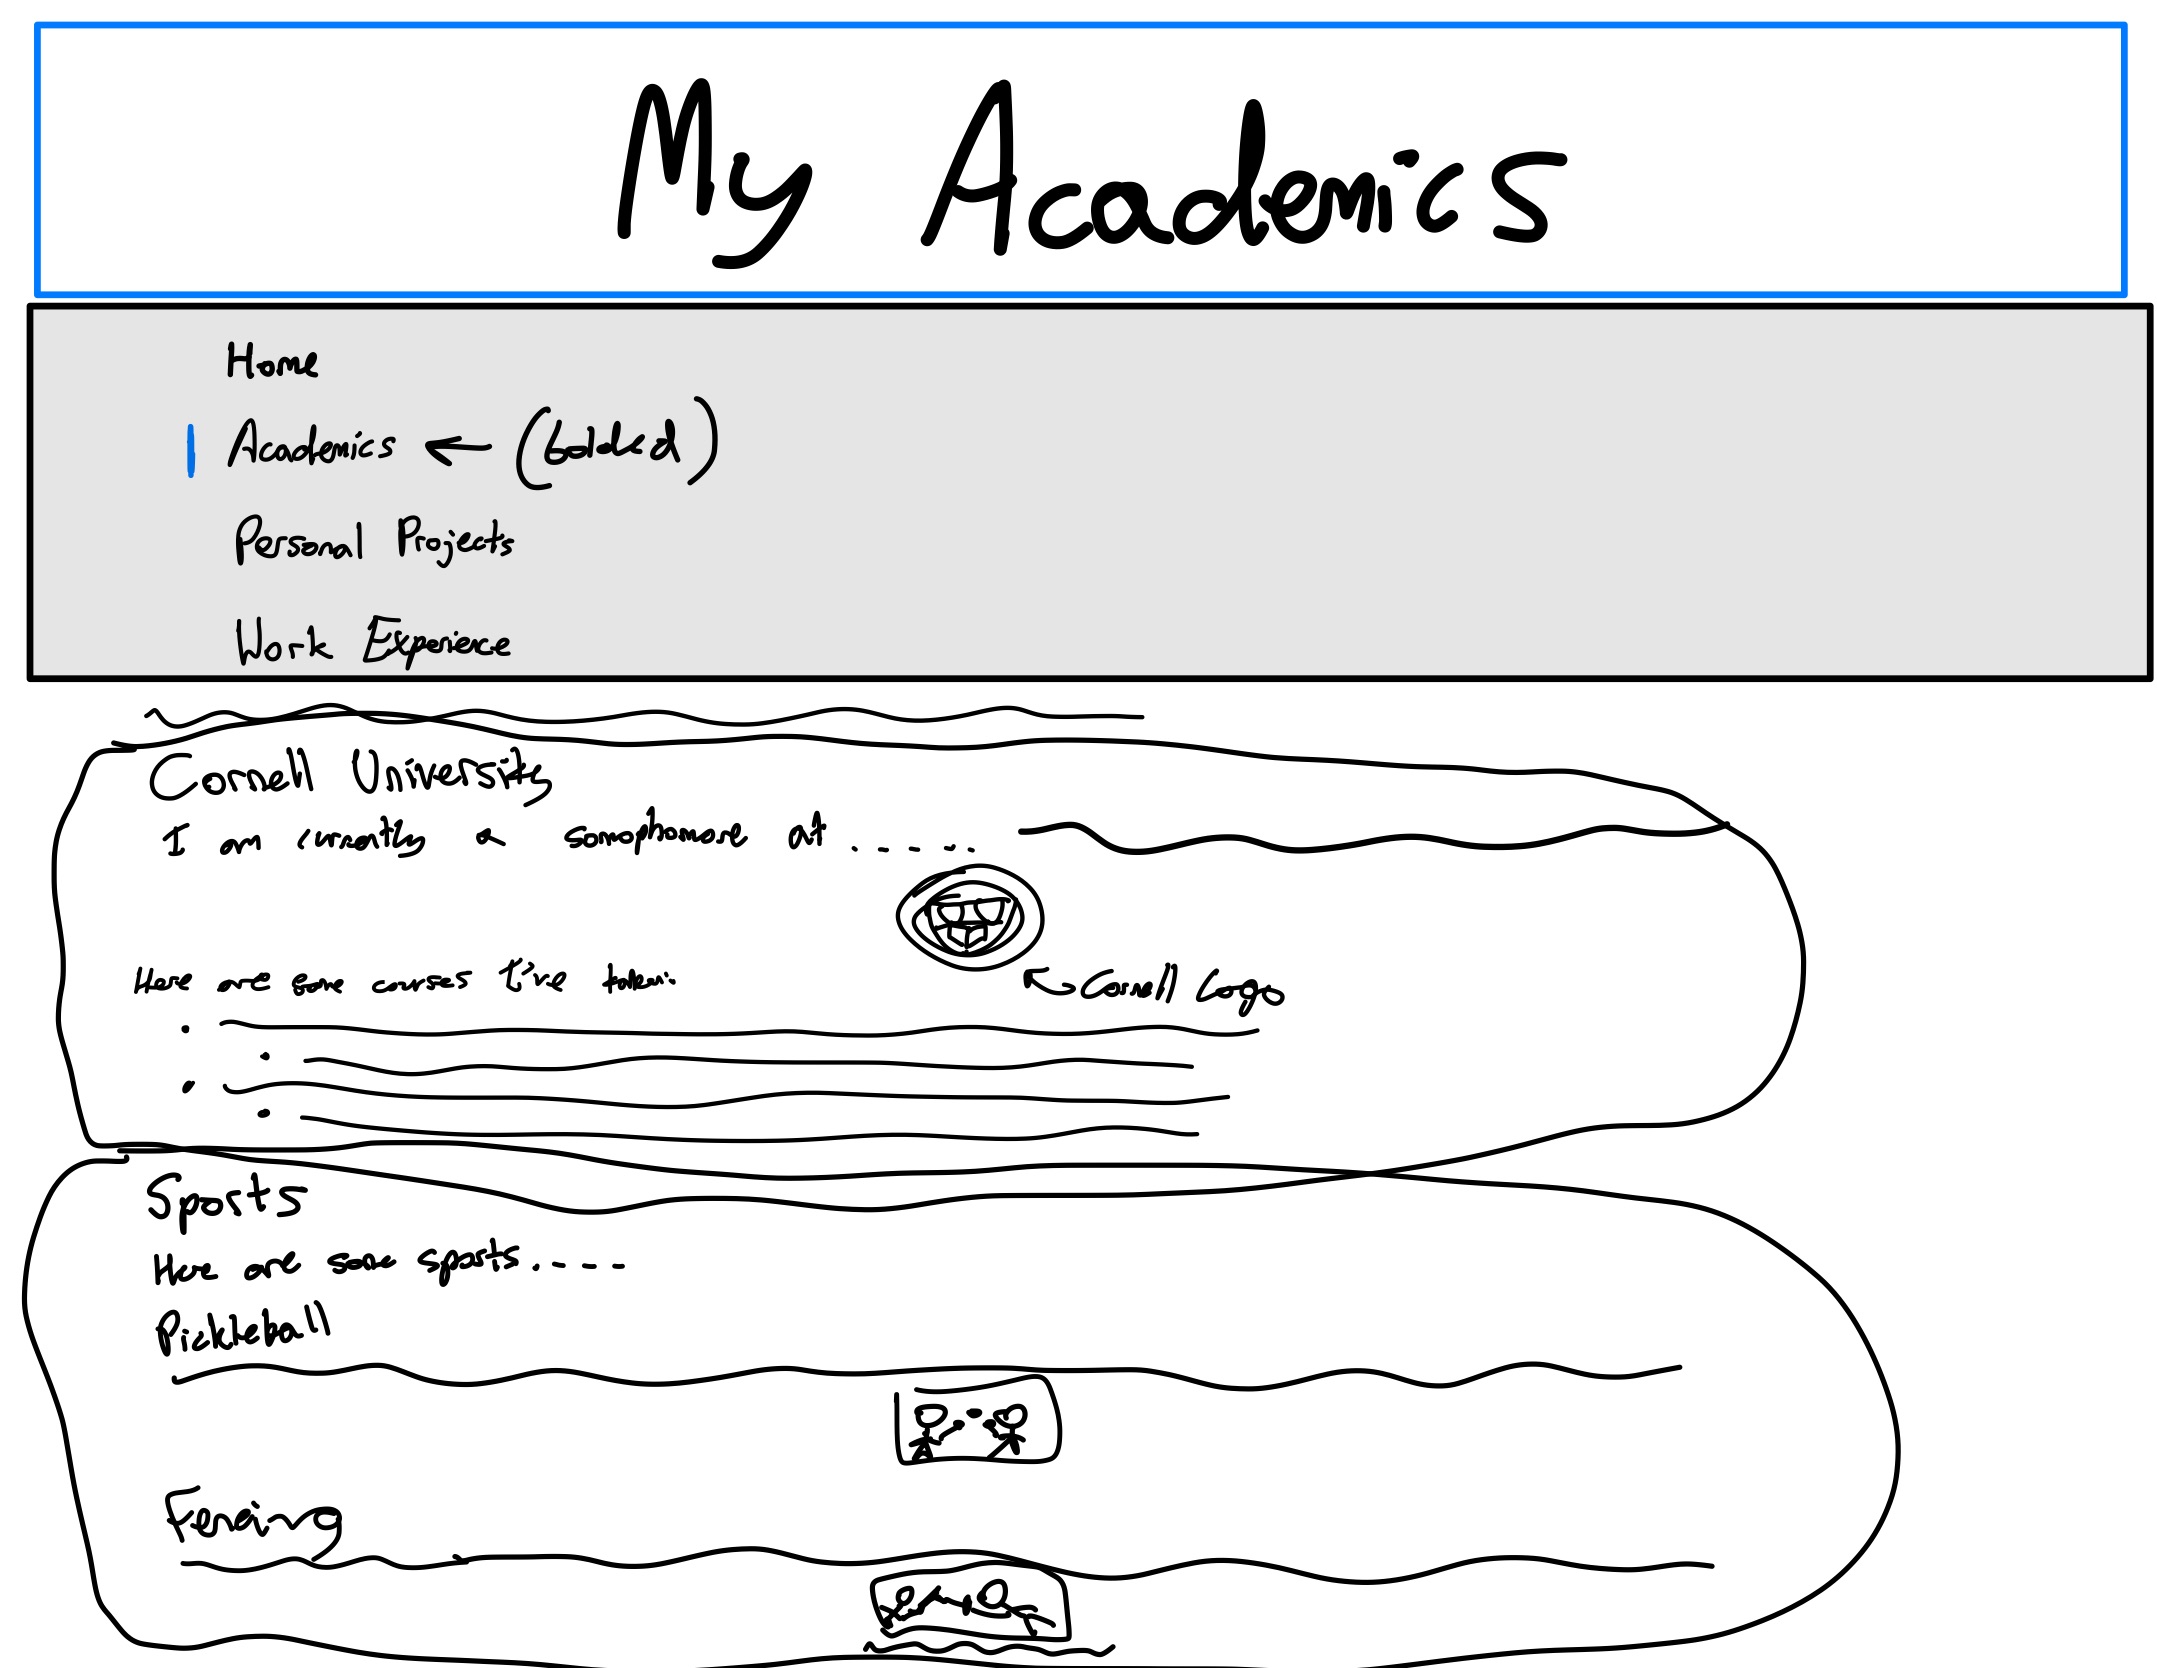 My Academics
Home
Academics ← (bolded)
Personal Projects
Work Experience
Cornell University
I am currently a somphomore at . . . . .
Here are some courses I've taken:
Cornell Logo
Sports
Here are some sports.....
Pickleball
Fencing